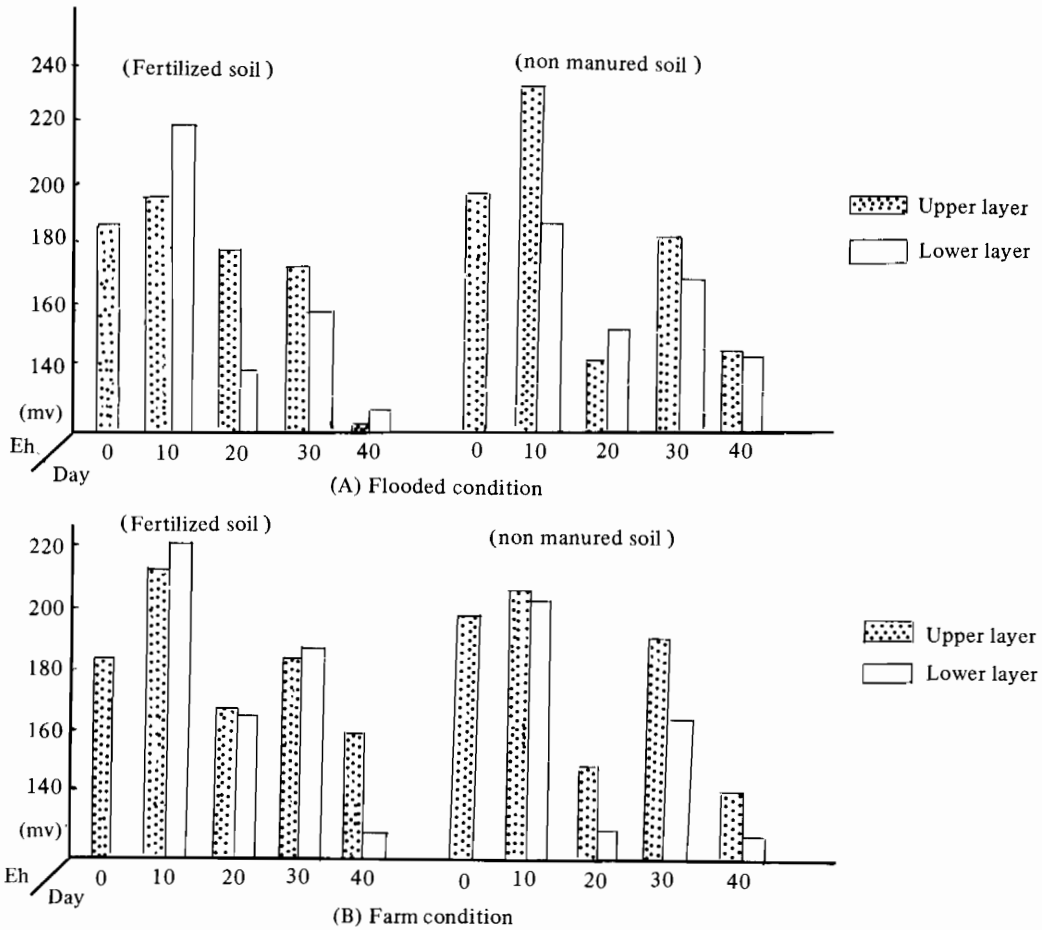 (Fertilized soil)
(non manured soil)
240
220
200
180
160
140
(mv)
Eh
Day
0 10 20 30 40 0 10 20 30 40
Upper layer
Lower layer
(A) Flooded condition
(Fertilized soil)
(non manured soil)
220
200
180
160
140
(mv)
Eh
Day
0 10 20 30 40 0 10 20 30 40
Upper layer
Lower layer
(B) Farm condition